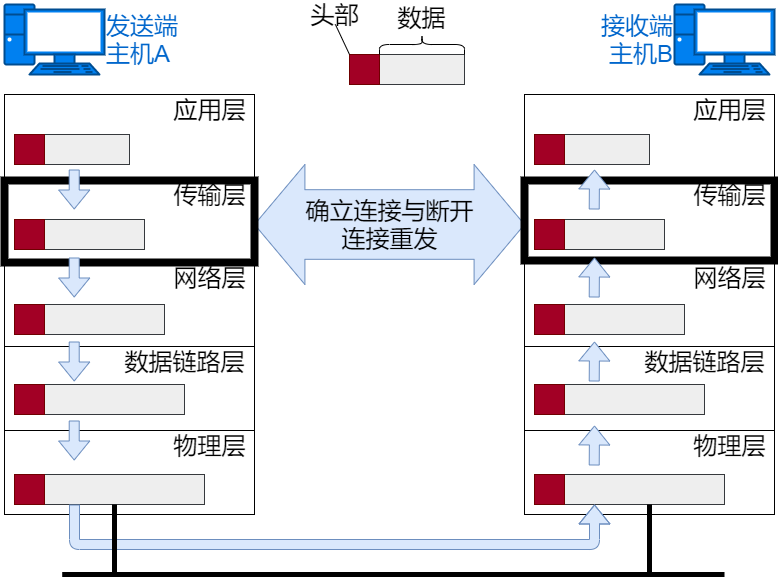 发送端
主机A
头部
数据
接收端
主机B
应用层
传输层
网络层
数据链路层
物理层
确立连接与断开
连接重发
应用层
传输层
网络层
数据链路层
物理层